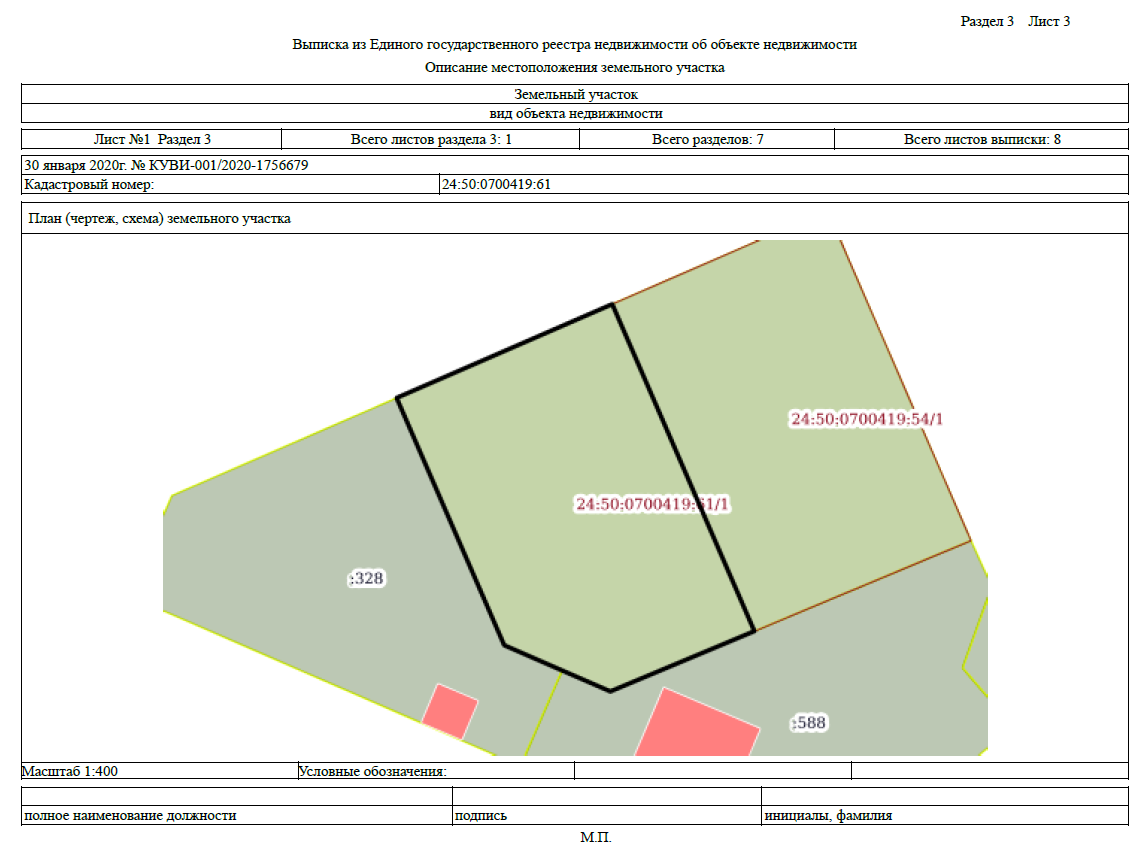 Раздел 3 Лист 3
Выписка из Единого государственного реестра недвижимости об объекте недвижимости
Описание местоположения земельного участка
Земельный участок
вид объекта недвижимости
Лист №1 Раздел 3 Всего листов раздела 3: 1 Всего разделов: 7 Всего листов выписки: 8
30 января 2020г. № КУВИ-001/2020-1756679
Кадастровый номер: 24:50:0700419:61
План (чертеж, схема) земельного участка
24:50:0700419:54/1
24:50:0700419:61/1
:328
:588
Масштаб 1:400 Условные обозначения:
полное наименование должности подпись инициалы, фамилия
М.П.